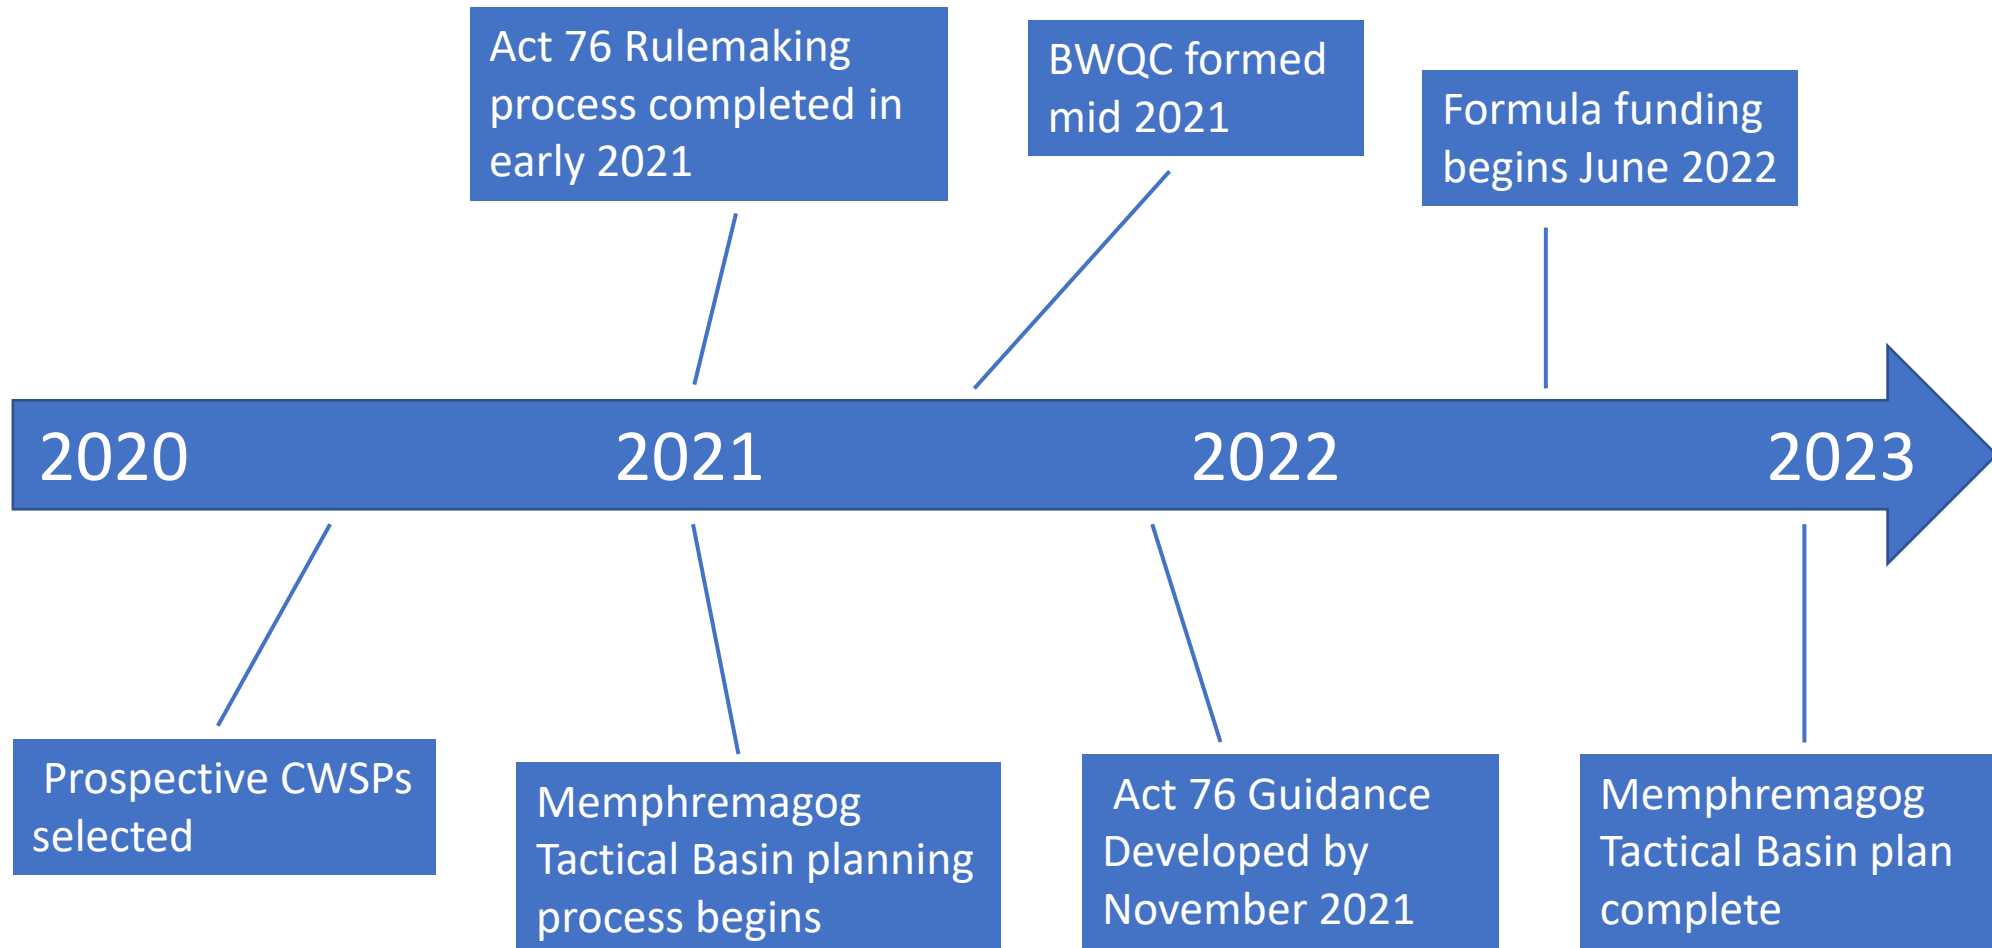 Act 76 Rulemaking
process completed in
early 2021
BWQC formed
mid 2021
Formula funding
begins June 2022
2020
2021
2022
2023
Prospective CWSPs
selected
Memphremagog
Tactical Basin planning
process begins
Act 76 Guidance
Developed by
November 2021
Memphremagog
Tactical Basin plan
complete